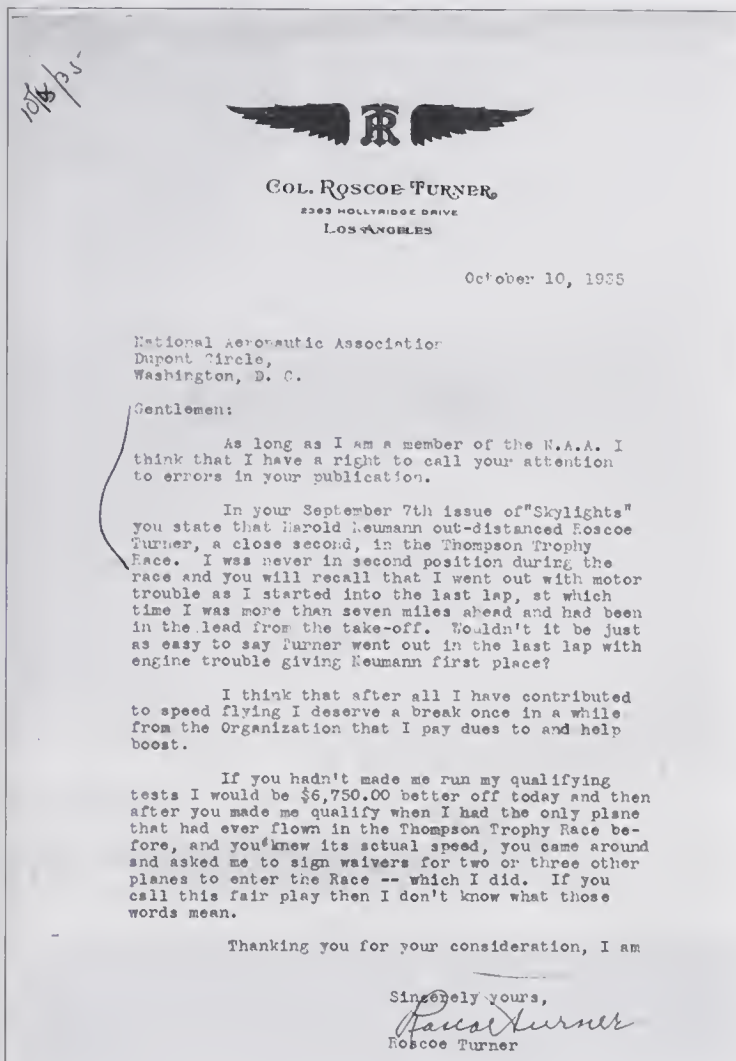 10/8/35
TR
COL. ROSCOE TURNER
2383 HOLLYRIDGE DRIVE
LOS ANGELES
October 10, 1935
National Aeronautic Association
Dupont Circle,
Washington, D. C.
Gentlemen:
As long as I am a member of the N.A.A. I
think that I have a right to call your attention
to errors in your publication.
In your September 7th issue of"Skylights"
you state that Harold Neumann out-distanced Roscoe
Turner, a close second, in the Thompson Trophy
Race. I was never in second position during the
race and you will recall that I went out with motor
trouble as I started into the last lap, at which
time I was more than seven miles ahead and had been
in the lead from the take-off. Wouldn't it be just
as easy to say Turner went out in the last lap with
engine trouble giving Neumann first place?
I think that after all I have contributed
to speed flying I deserve a break once in a while
from the Organization that I pay dues to and help
boost.
If you hadn't made me run my qualifying
tests I would be $6,750.00 better off today and then
after you made me qualify when I had the only plane
that had ever flown in the Thompson Trophy Race be-
fore, and you knew its actual speed, you came around
and asked me to sign waivers for two or three other
planes to enter the Race -- which I did. If you
call this fair play then I don't know what those
words mean.
Thanking you for your consideration, I am
Sincerely yours,
Roscoe Turner
Roscoe Turner